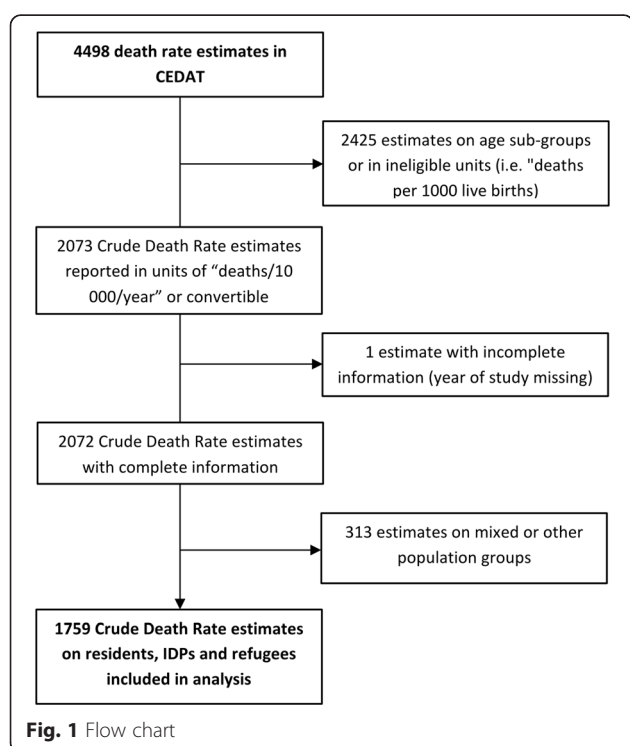 4498 death rate estimates in
CEDAT
2425 estimates on age sub-groups
or in ineligible units (i.e. "deaths
per 1000 live births)
2073 Crude Death Rate estimates
reported in units of “deaths/10
000/year” or convertible
1 estimate with incomplete
information (year of study missing)
2072 Crude Death Rate estimates
with complete information
313 estimates on mixed or other
population groups
1759 Crude Death Rate estimates
on residents, IDPs and refugees
included in analysis
Fig. 1 Flow chart